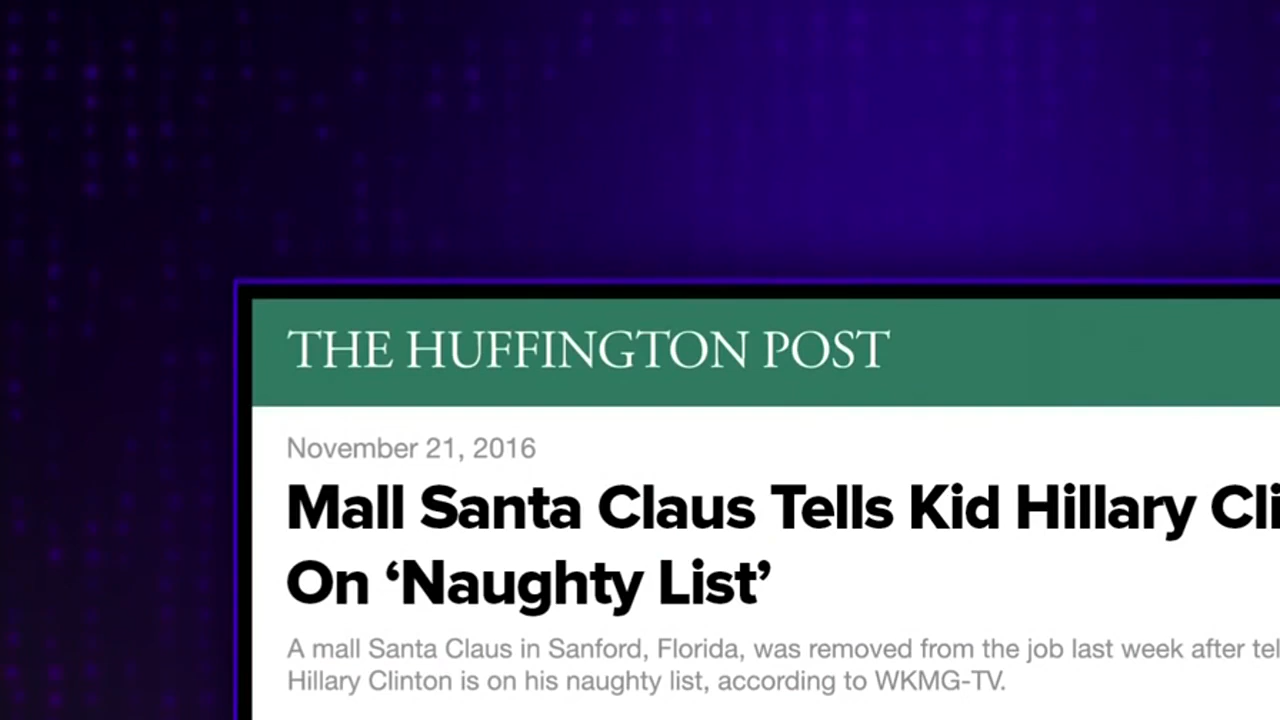 THE HUFFINGTON POST
November 21, 2016
Mall Santa Claus Tells Kid Hillary
On ‘Naughty List’
A mall Santa Claus in Sanford, Florida, was removed from the job last week after
Hillary Clinton is on his naughty list, according to WKMG-TV.